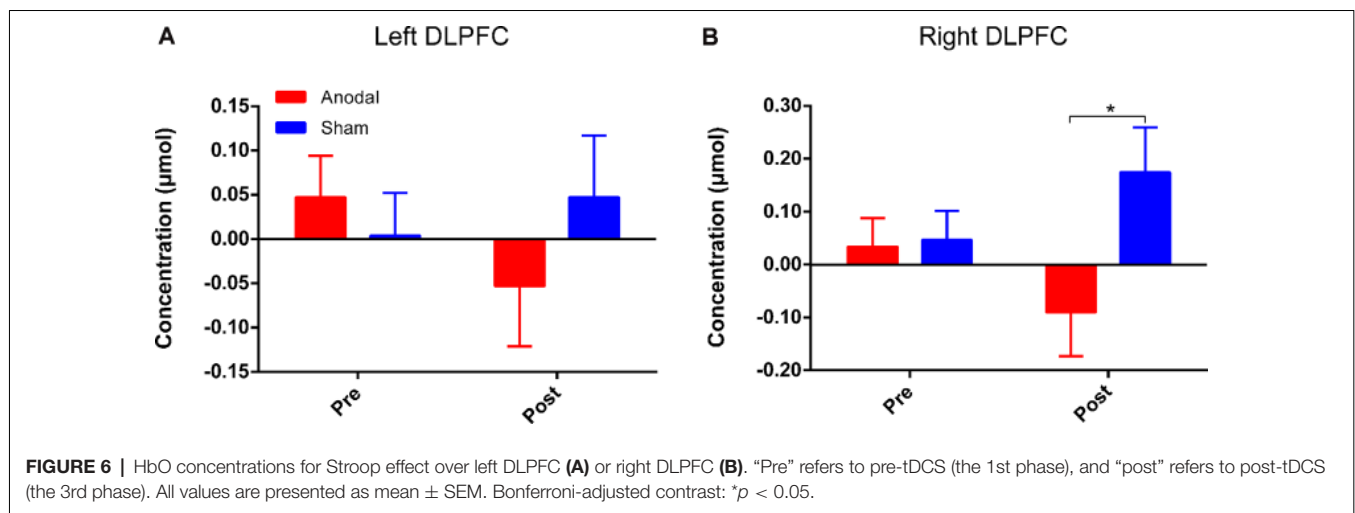 A
Left DLPFC
Anodal
Sham
Concentration (μmol)
0.15
0.10
0.05
0.00
-0.05
-0.10
-0.15
Pre
Post
B
Right DLPFC
*
Concentration (μmol)
0.30
0.20
0.10
0.00
-0.10
-0.20
Pre
Post
FIGURE 6 | HbO concentrations for Stroop effect over left DLPFC (A) or right DLPFC (B). “Pre” refers to pre-tDCS (the 1st phase), and “post” refers to post-tDCS
(the 3rd phase). All values are presented as mean ± SEM. Bonferroni-adjusted contrast: *p < 0.05.